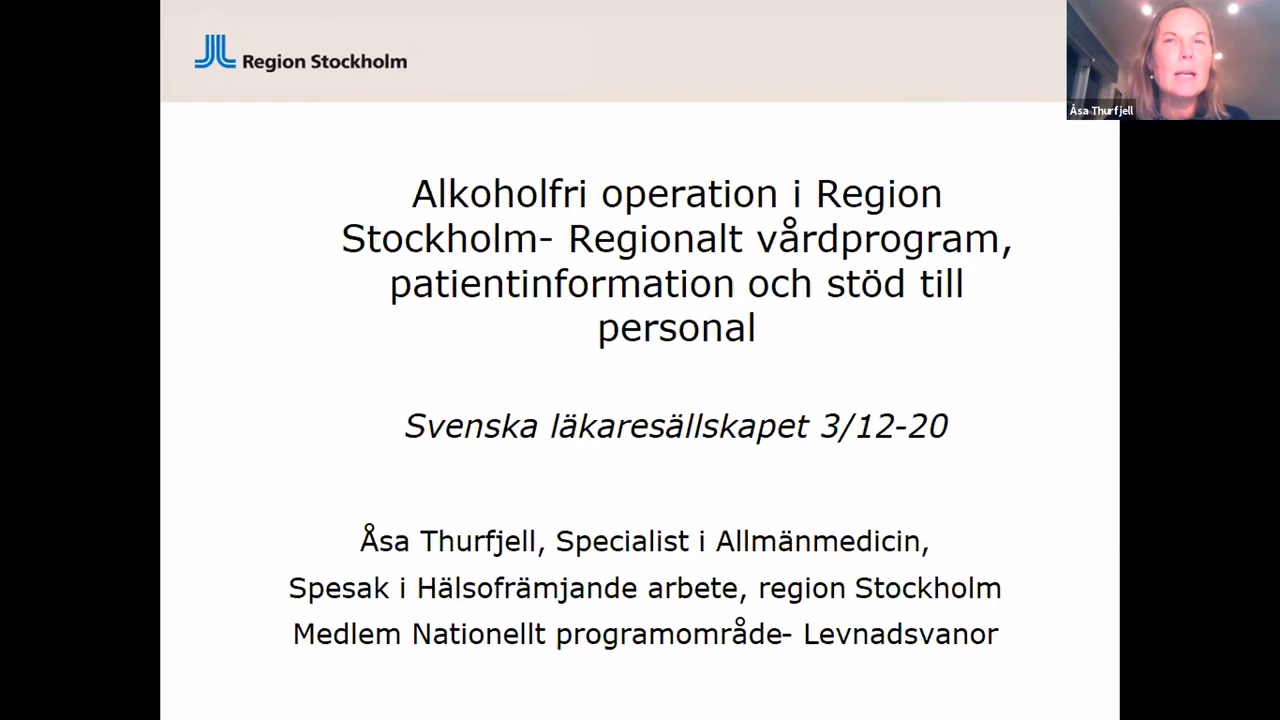 Region Stockholm
Åsa Thurfjell
Alkoholfri operation i Region
Stockholm- Regionalt vårdprogram,
patientinformation och stöd till
personal
Svenska läkaresällskapet 3/12-20
Åsa Thurfjell, Specialist i Allmänmedicin,
Spesak i Hälsofrämjande arbete, region Stockholm
Medlem Nationellt programområde- Levnadsvanor